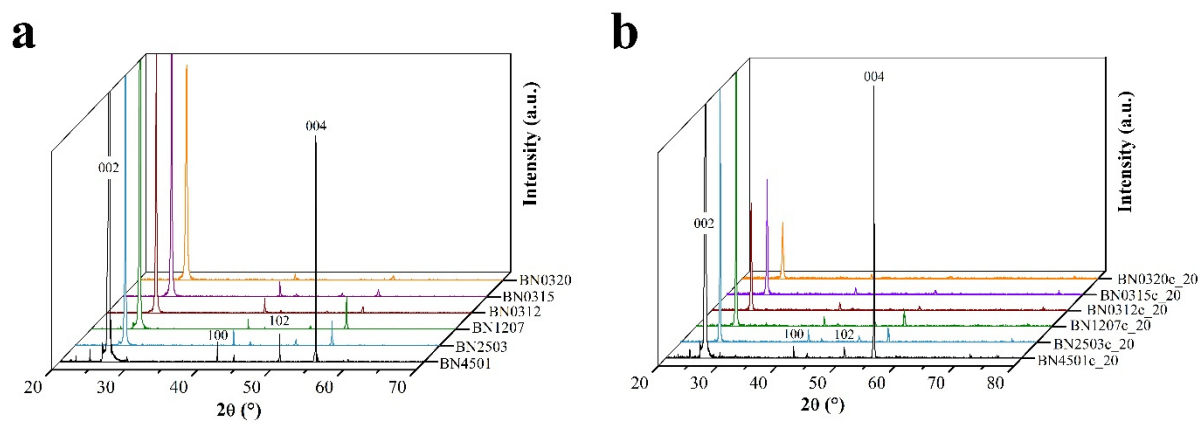 a
002
100
102
004
Intensity (a.u.)
BN0320
BN0315
BN0312
BN1207
BN2503
BN4501
20 30 40 50 60 70
2θ (°)
b
002
100
102
004
Intensity (a.u.)
BN0320c_20
BN0315c_20
BN0312c_20
BN1207c_20
BN2503c_20
BN4501c_20
20 30 40 50 60 70 80
2θ (°)